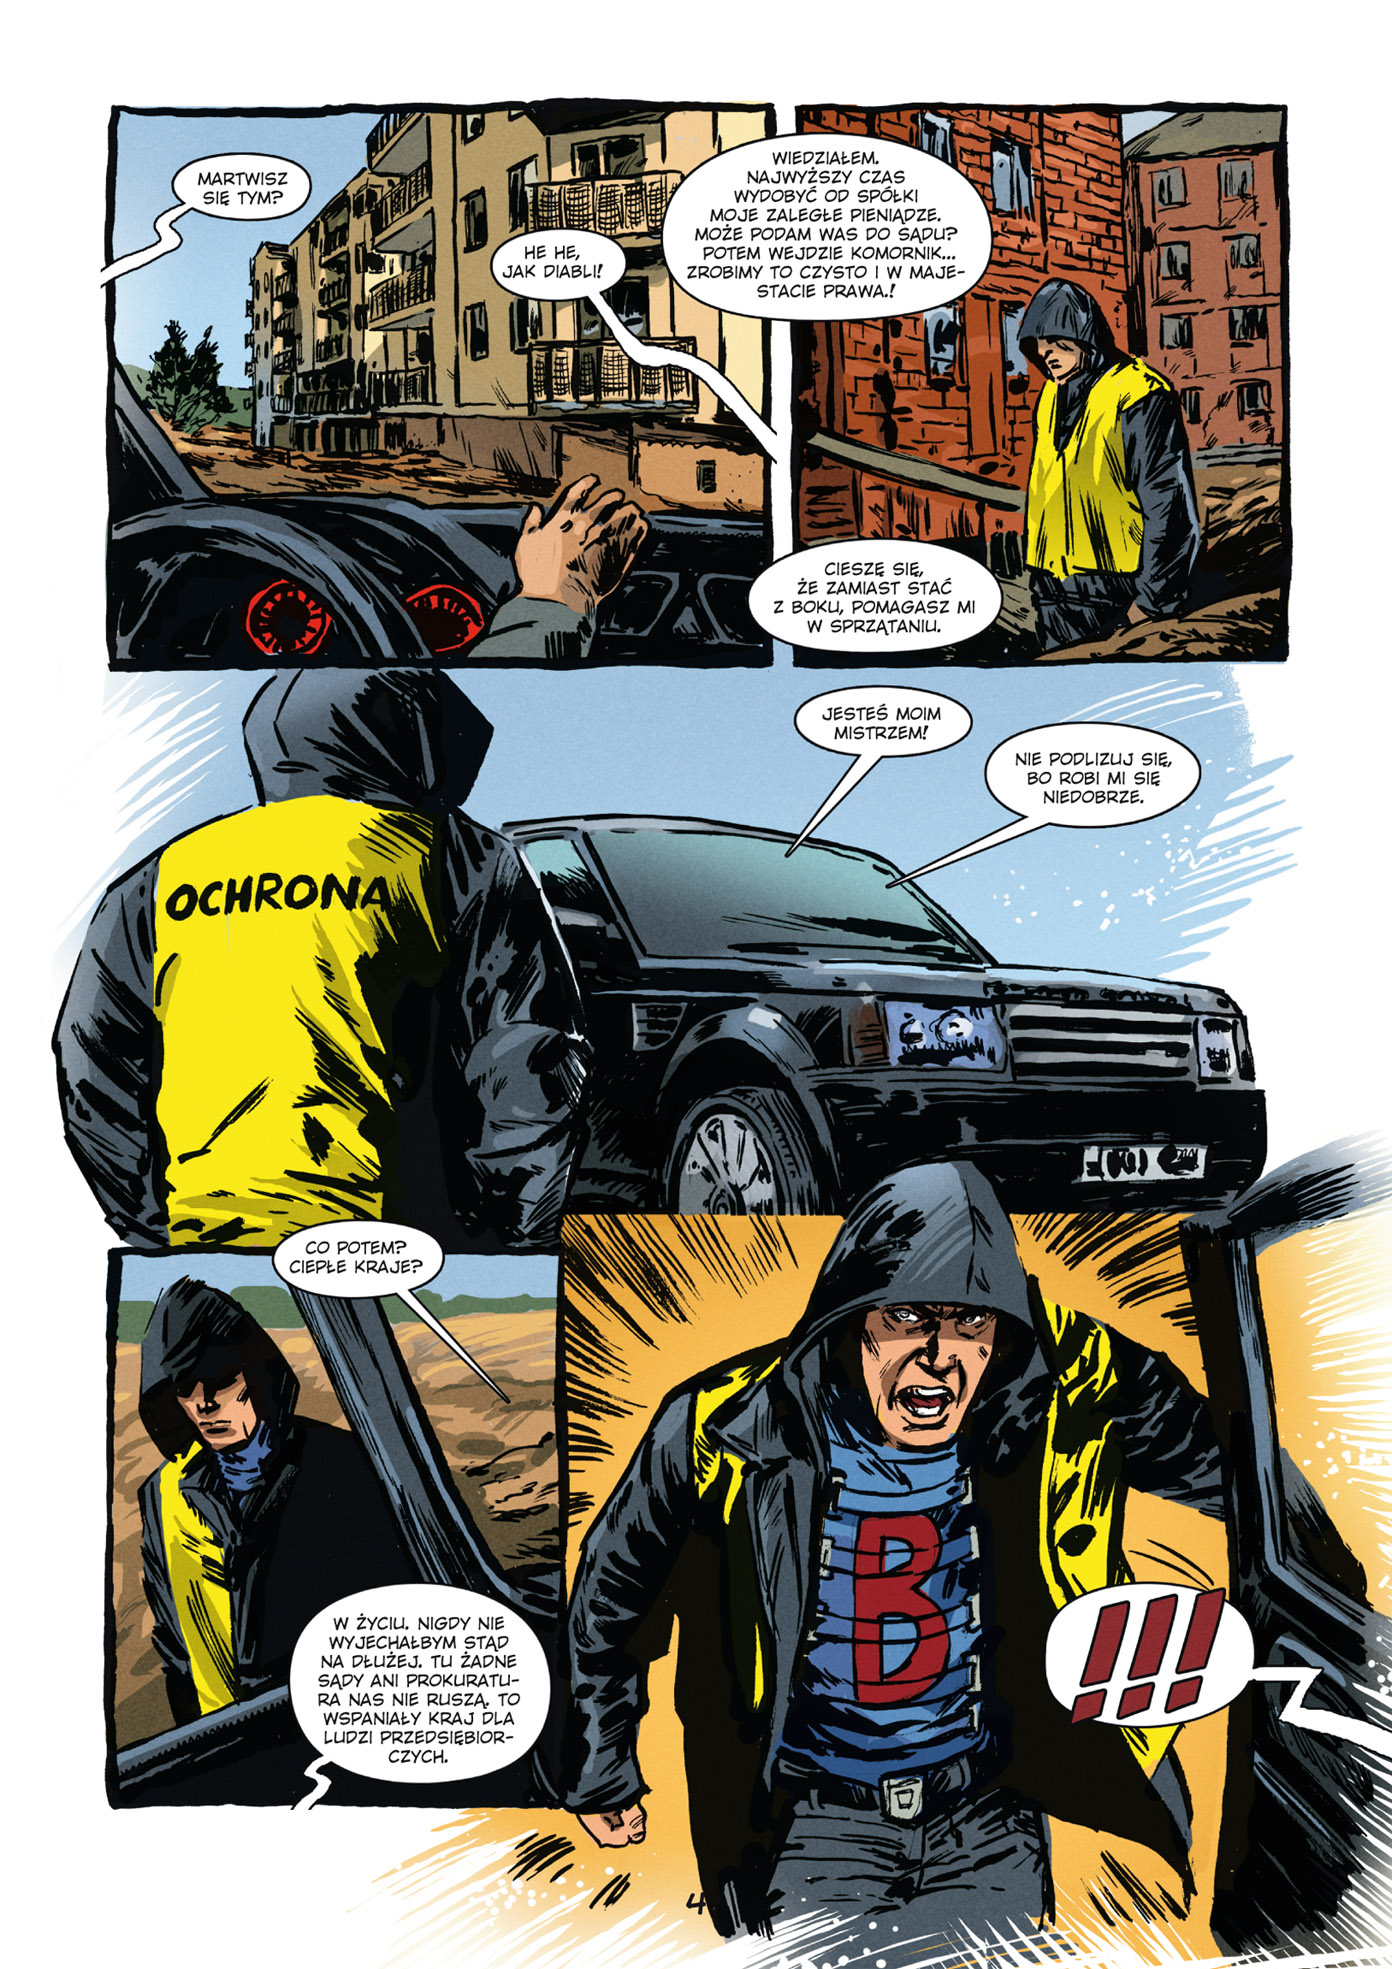 MARTWISZ
SIĘ TYM?
HE HE,
JAK DIABLI!
WIEDZIAŁEM.
NAJWYŻSZY CZAS
WYDOBYĆ OD SPÓŁKI
MOJE ZALEGŁE PIENIĄDZE.
MOŻE PODAM WAS DO SĄDU?
POTEM WEJDZIE KOMORNIK...
ZROBIMY TO CZYSTO I W MAJE-
STACIE PRAWA.!
CIESZĘ SIĘ,
ŻE ZAMIAST STAĆ
Z BOKU, POMAGASZ MI
W SPRZĄTANIU.
JESTEŚ MOIM
MISTRZEM!
NIE PODLIZUJ SIĘ,
BO ROBI MI SIĘ
NIEDOBRZE.
OCHRONA
CO POTEM?
CIEPŁE KRAJE?
W ŻYCIU. NIGDY NIE
WYJECHAŁBYM STĄD
NA DŁUŻEJ. TU ŻADNE
SĄDY ANI PROKURATU-
RA NAS NIE RUSZĄ. TO
WSPANIAŁY KRAJ DLA
LUDZI PRZEDSIĘBIOR-
CZYCH.
B
!!!
4